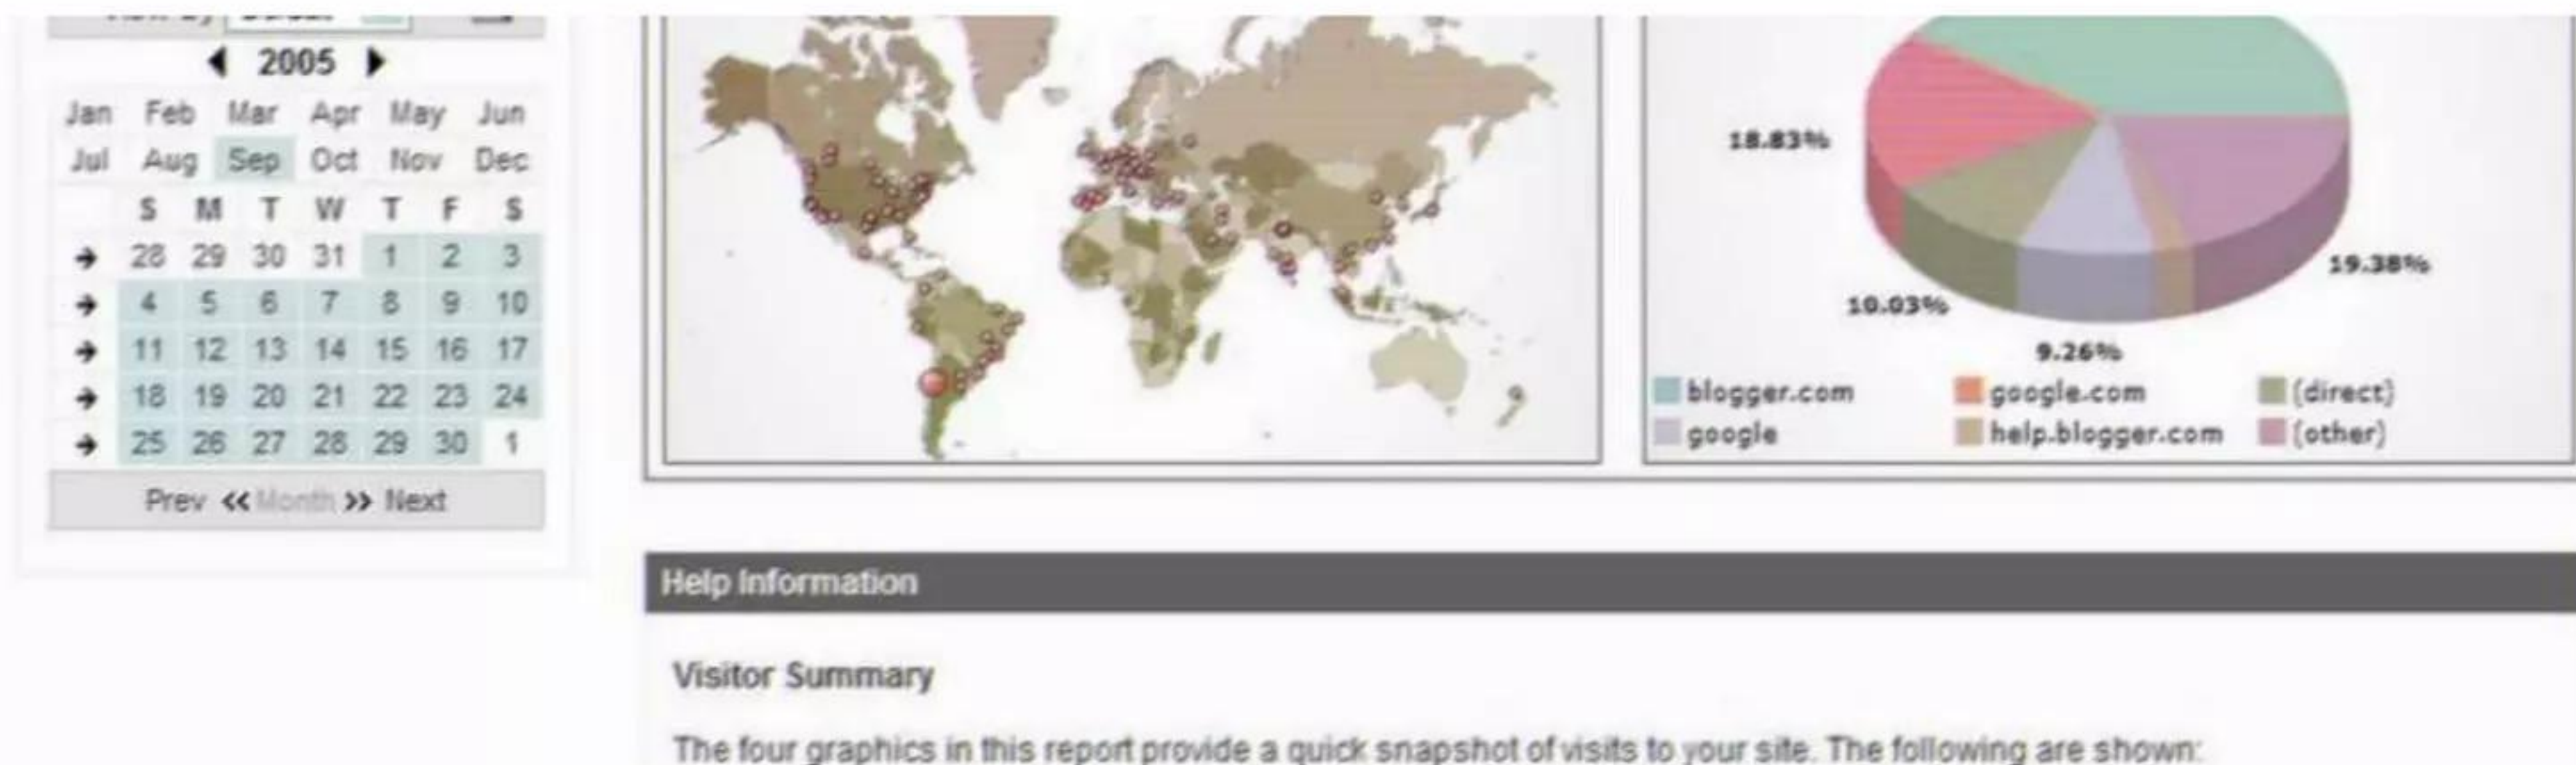 2005
Jan Feb Mar Apr May Jun
Jul Aug Sep Oct Nov Dec
S M T W T F S
28 29 30 31 1 2 3
4 5 6 7 8 9 10
11 12 13 14 15 16 17
18 19 20 21 22 23 24
25 26 27 28 29 30 1
Prev << Month >> Next
18.83%
19.38%
10.03%
9.26%
blogger.com google.com (direct)
google help.blogger.com (other)
Help Information
Visitor Summary
The four graphics in this report provide a quick snapshot of visits to your site. The following are shown: